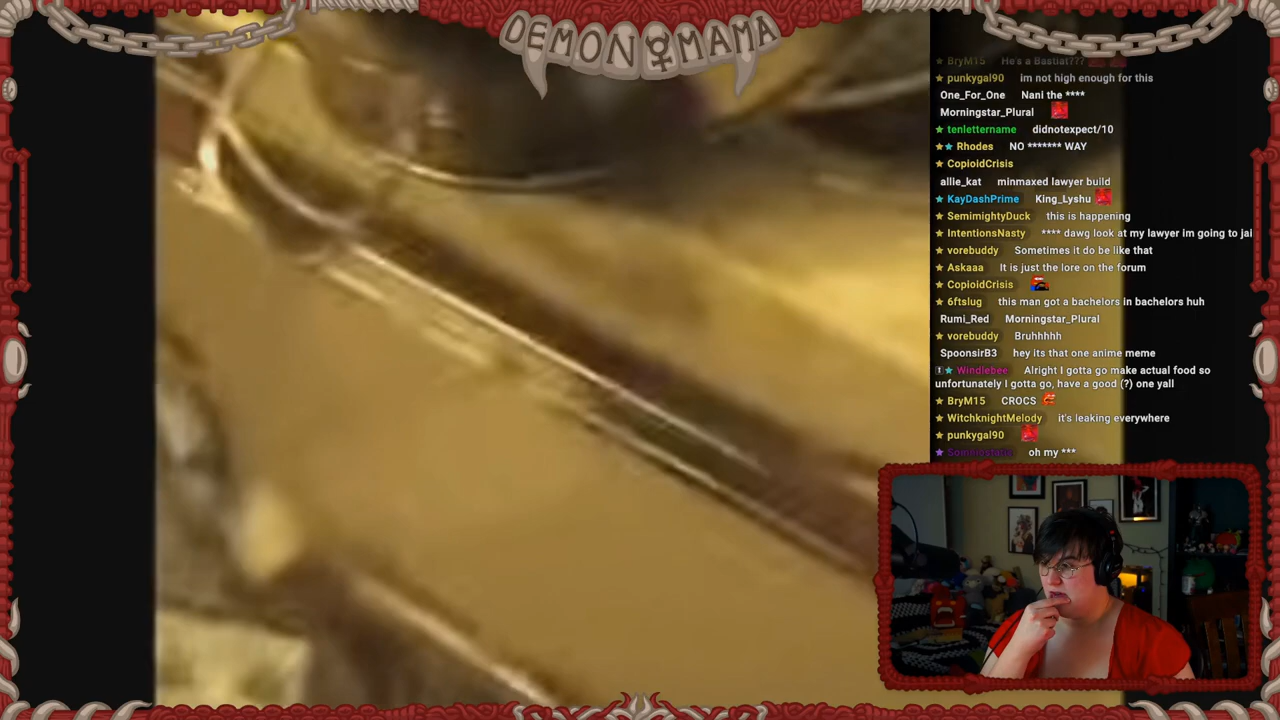 DEMON MAMA
BryM15 He's a Bastiat???
punkygal90 im not high enough for this
One_For_One Nani the ****
Morningstar_Plural
tenlettername didnotexpect/10
Rhodes NO ******* WAY
CopioidCrisis
allie_kat minmaxed lawyer build
KayDashPrime King_Lyshu
SemimightyDuck this is happening
IntentionsNasty **** dawg look at my lawyer im going to jai
vorebuddy Sometimes it do be like that
Askaaa It is just the lore on the forum
CopioidCrisis
6ftslug this man got a bachelors in bachelors huh
Rumi_Red Morningstar_Plural
vorebuddy Bruhhhhh
SpoonsirB3 hey its that one anime meme
Windlebee Alright I gotta go make actual food so
unfortunately I gotta go, have a good (?) one yall
BryM15 CROCS
WitchknightMelody it's leaking everywhere
punkygal90
oh my ***